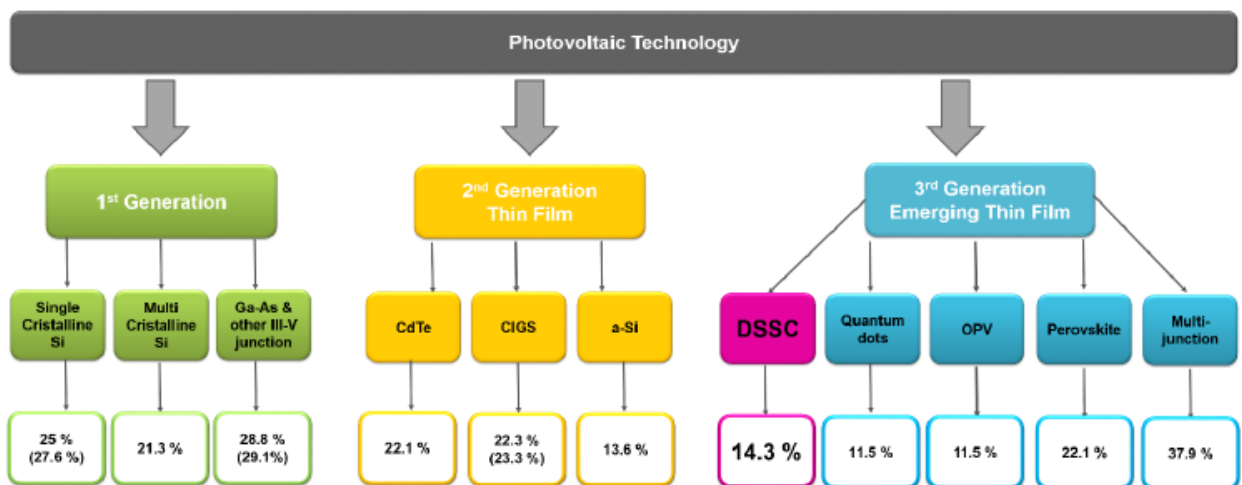 Photovoltaic Technology
1st Generation
2nd Generation
Thin Film
3rd Generation
Emerging Thin Film
Single
Cristalline
Si
Multi
Cristalline
Si
Ga-As &
other III-V
junction
CdTe
CIGS
a-Si
DSSC
Quantum
dots
OPV
Perovskite
Multi-
junction
25 %
(27.6 %)
21.3 %
28.8 %
(29.1%)
22.1 %
22.3 %
(23.3 %)
13.6 %
14.3 %
11.5 %
11.5 %
22.1 %
37.9 %